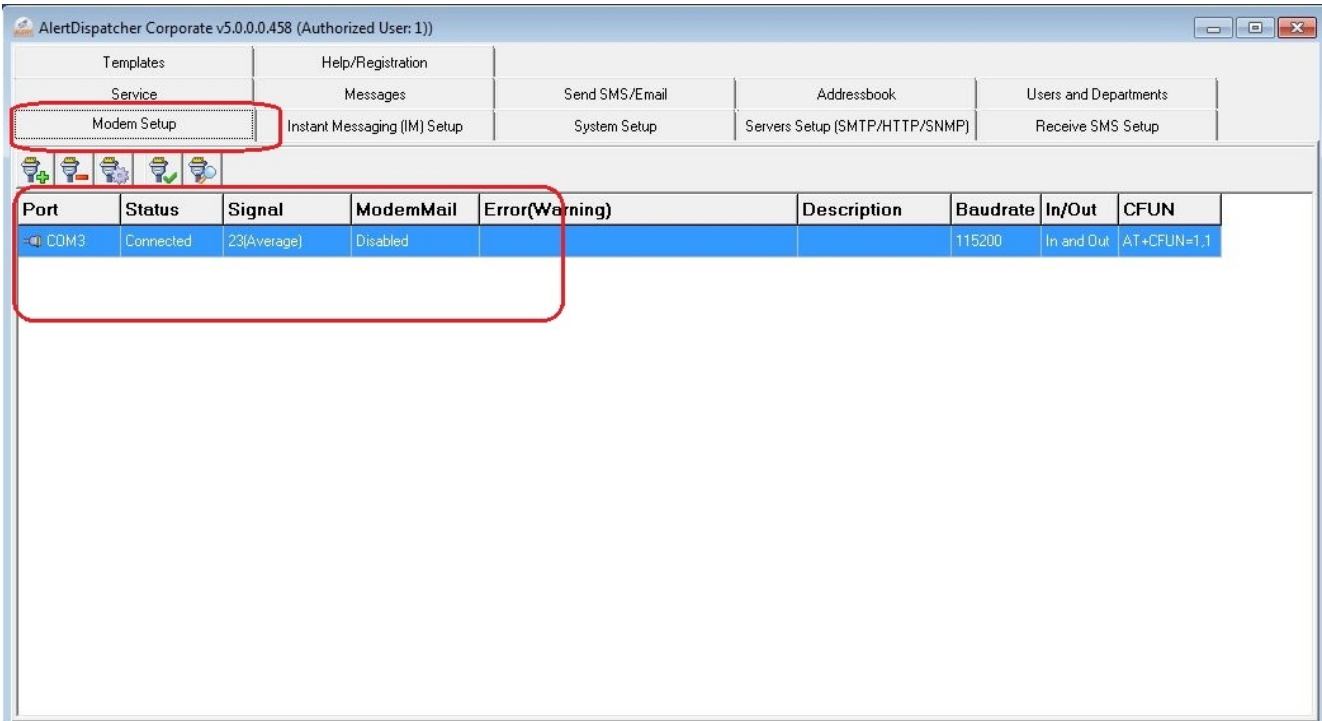 AlertDispatcher Corporate v5.0.0.0.458 (Authorized User: 1))
Templates Help/Registration
Service Messages Send SMS/Email Addressbook Users and Departments
Modem Setup Instant Messaging (IM) Setup System Setup Servers Setup (SMTP/HTTP/SNMP) Receive SMS Setup
Port Status Signal ModemMail Error(Warning) Description Baudrate In/Out CFUN
COM3 Connected 23(Average) Disabled 115200 In and Out AT+CFUN=1,1